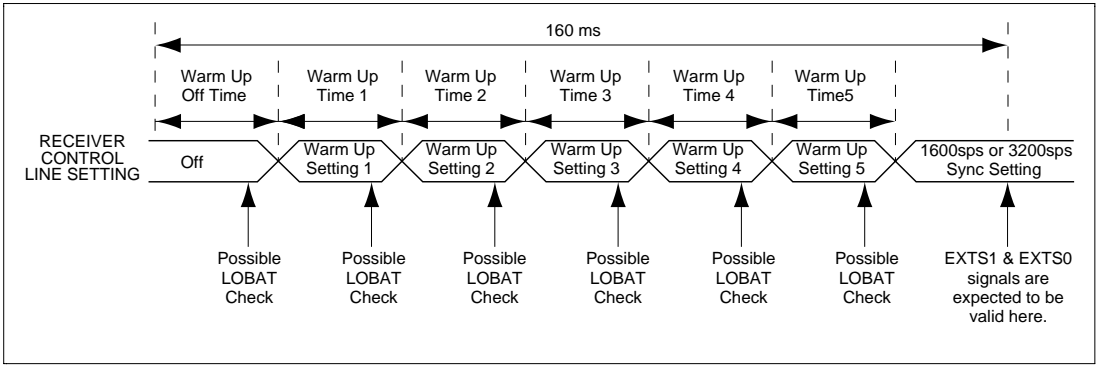 160 ms
Warm Up
Off Time
Warm Up
Time 1
Warm Up
Time 2
Warm Up
Time 3
Warm Up
Time 4
Warm Up
Time5
RECEIVER
CONTROL
LINE SETTING
Off
Warm Up
Setting 1
Warm Up
Setting 2
Warm Up
Setting 3
Warm Up
Setting 4
Warm Up
Setting 5
1600sps or 3200sps
Sync Setting
Possible
LOBAT
Check
Possible
LOBAT
Check
Possible
LOBAT
Check
Possible
LOBAT
Check
Possible
LOBAT
Check
Possible
LOBAT
Check
EXTS1 & EXTS0
signals are
expected to be
valid here.